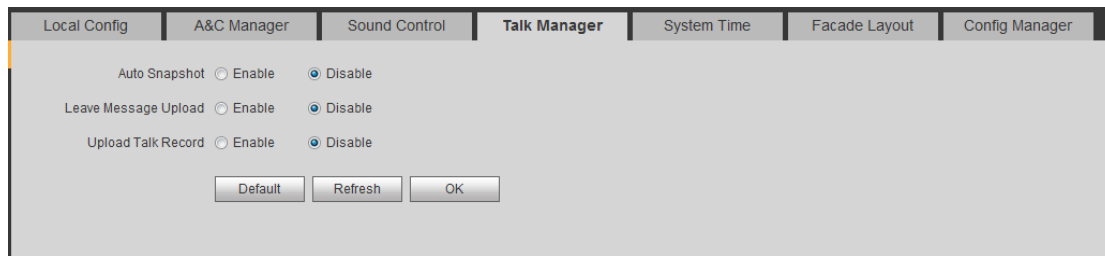 Local Config A&C Manager Sound Control Talk Manager System Time Facade Layout Config Manager
Auto Snapshot Enable Disable
Leave Message Upload Enable Disable
Upload Talk Record Enable Disable
Default Refresh OK